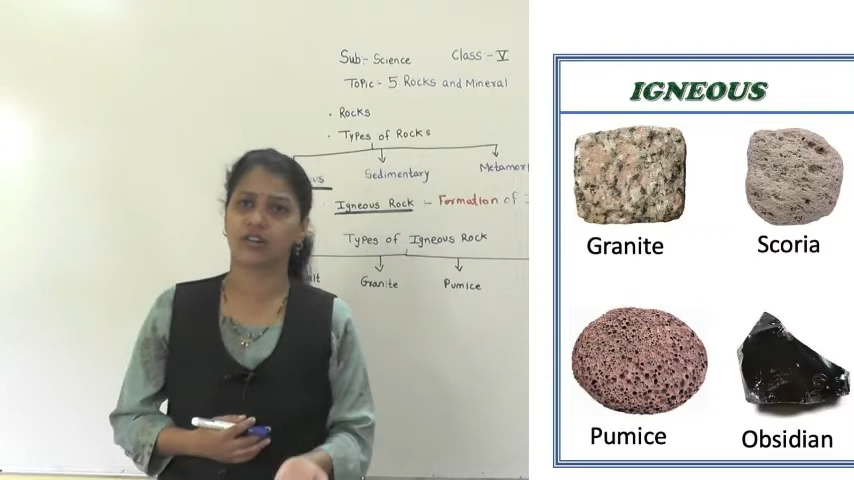 Sub:- Science Class:- V
Topic:- 5 Rocks and Mineral
• Rocks
• Types of Rocks
Sedimentary
Igneous Rock :- Formation of
Types of Igneous Rock
Granite Pumice
IGNEOUS
Granite Scoria
Pumice Obsidian